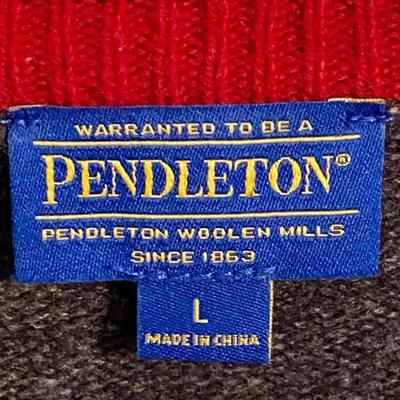 WARRANTED TO BE A
PENDLETON®
PENDLETON WOOLEN MILLS
SINCE 1863
L
MADE IN CHINA